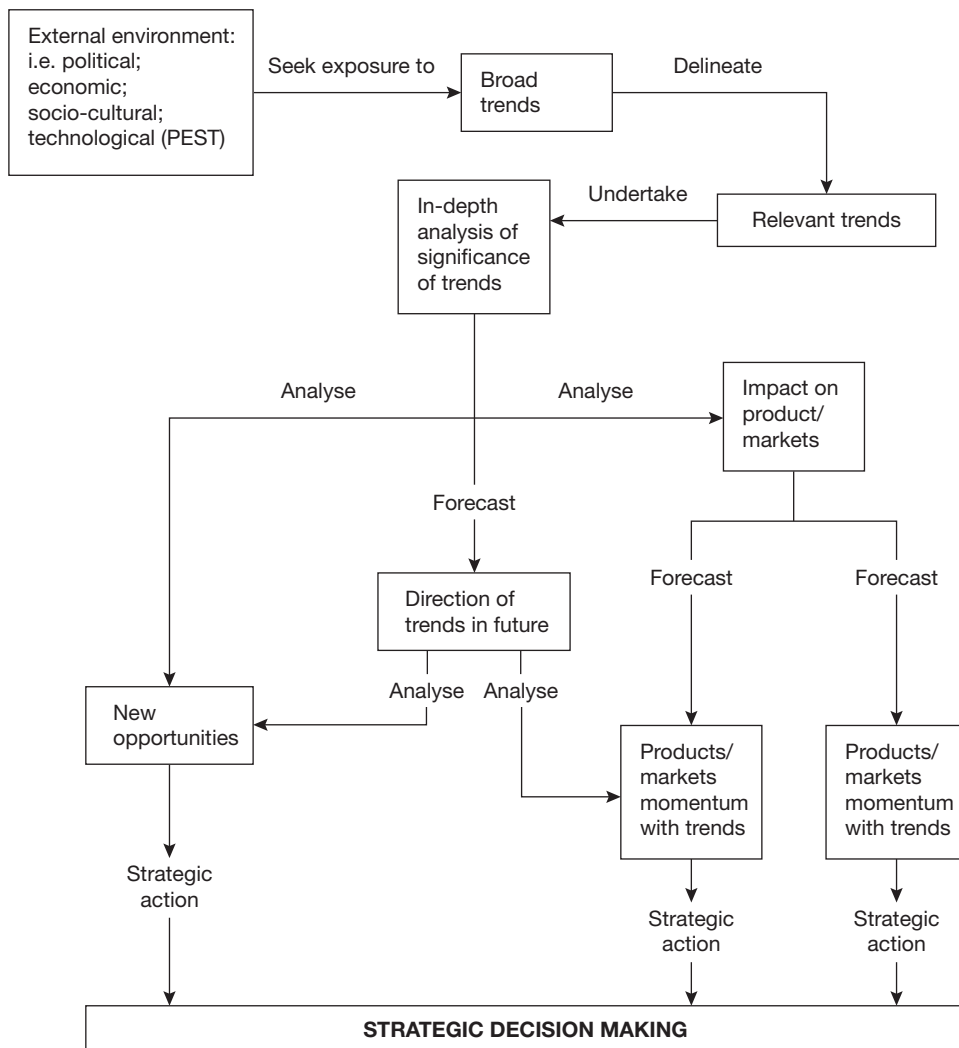 External environment:
i.e. political;
economic;
socio-cultural;
technological (PEST)
Seek exposure to
Broad
trends
Delineate
Relevant trends
Undertake
In-depth
analysis of
significance
of trends
Analyse
Analyse
Impact on
product/
markets
Forecast
Direction of
trends in future
Forecast
Forecast
Analyse
Analyse
New
opportunities
Products/
markets
momentum
with trends
Products/
markets
momentum
with trends
Strategic
action
Strategic
action
Strategic
action
STRATEGIC DECISION MAKING